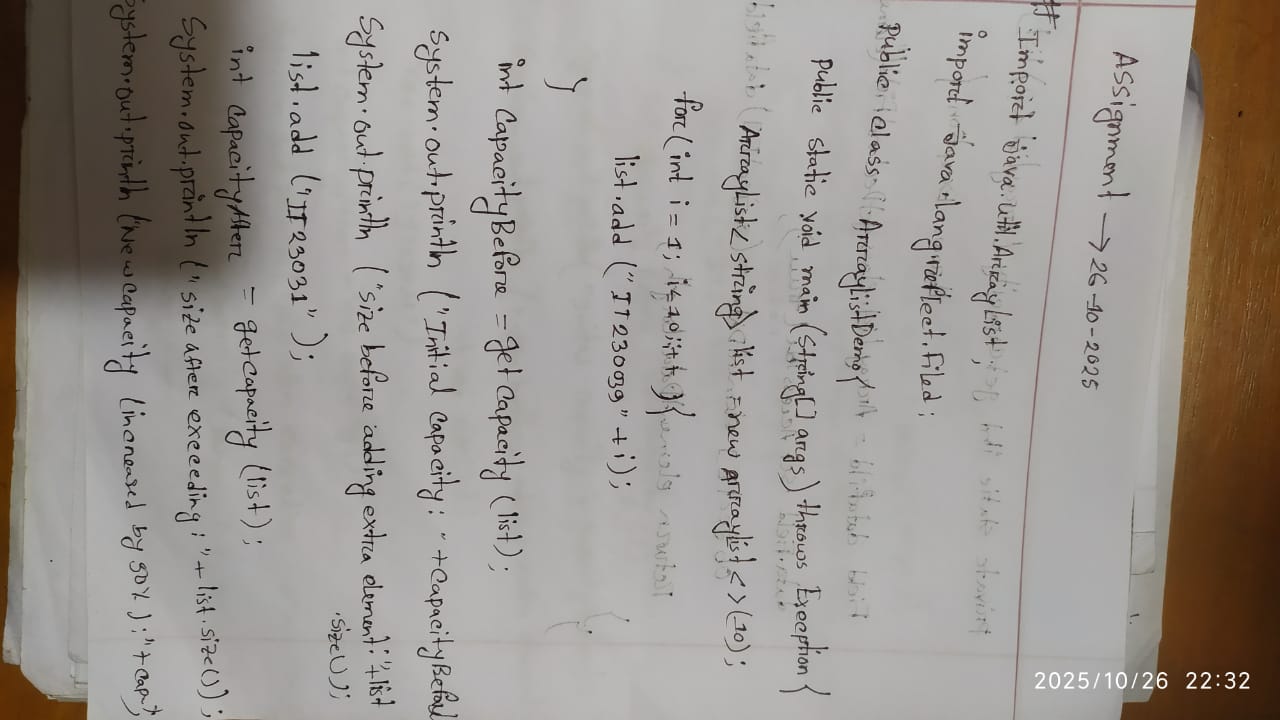 Assignment → 26-10-2025
# Import java.util.ArrayList;
import java.lang.reflect.Filed;
Public class ArrayListDemo{
public static void main (string[] args) throws Exception {
ArrayList<string> list = new arraylist<>(10);
for(int i = 1; i≤10; i++){
list.add ("IT23039"+i);
}
int CapacityBefore = get capacity (list);
System.out.println ("Initial capacity: "+capacityBefor
System.out.println ("size before adding extra element:"+list
.size());
list.add ("IT23031");
int capacityAfter = getcapacity (list);
System.out.println ("size after exceeding:"+list.size());
System.out.println ("New capacity (increased by 50%):"+
2025/10/26 22:32